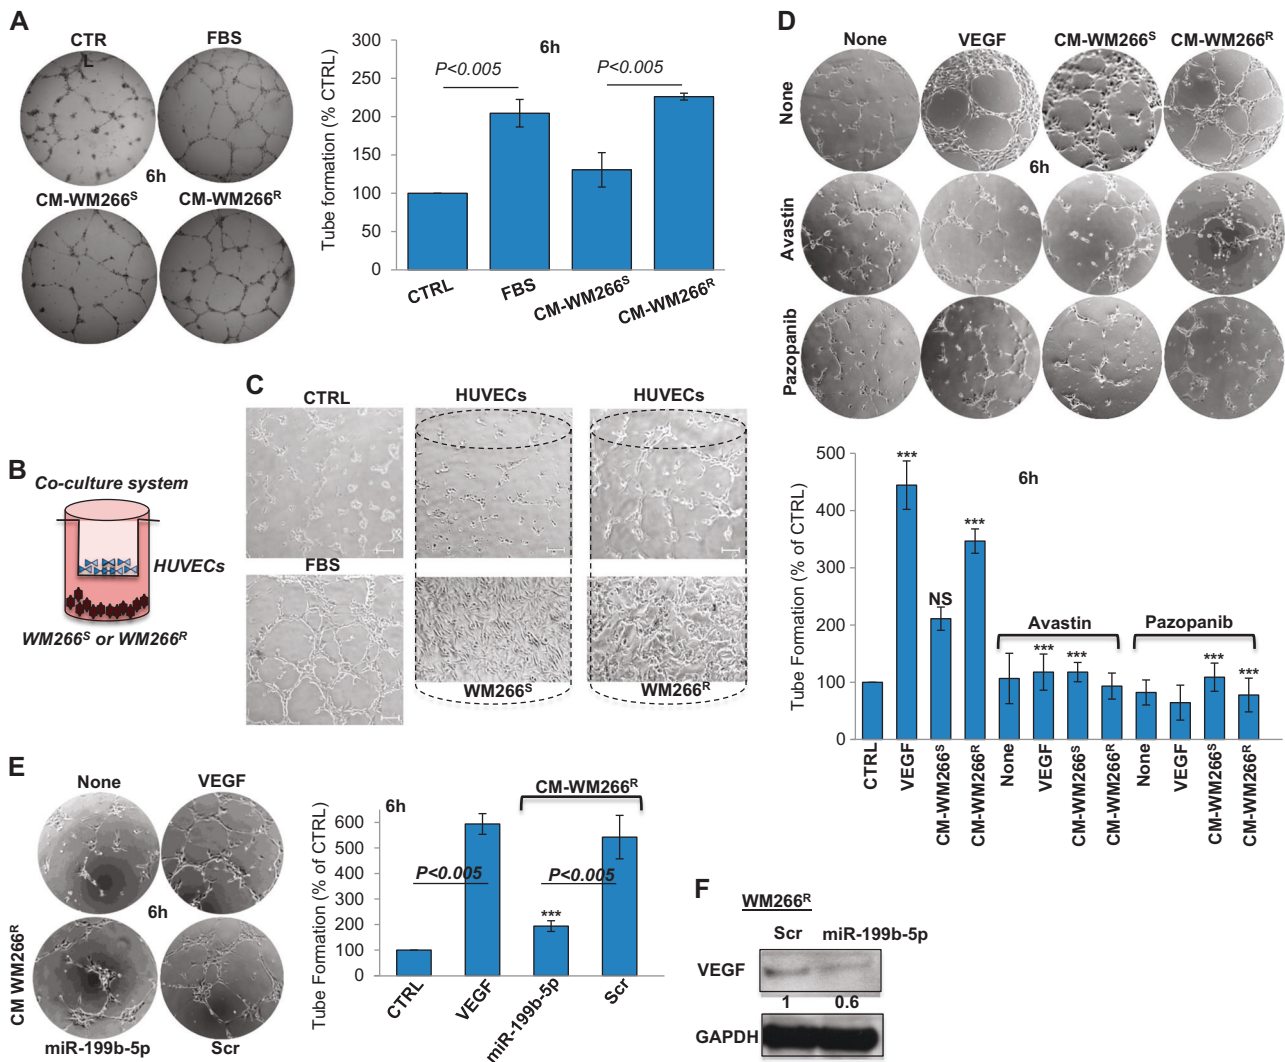 A
CTR
L
FBS
6h
CM-WM266S
CM-WM266R
6h
P<0.005
P<0.005
Tube formation (% CTRL)
300
250
200
150
100
50
0
CTRL
FBS
CM-WM266S
CM-WM266R
B
Co-culture system
HUVECs
WM266S or WM266R
C
CTRL
HUVECs
HUVECs
FBS
WM266S
WM266R
D
None
VEGF
CM-WM266S
CM-WM266R
None
6h
Avastin
Pazopanib
6h
Tube Formation (% of CTRL)
500
400
300
200
100
0
***
NS
***
Avastin
***
***
Pazopanib
***
***
CTRL
VEGF
CM-WM266S
CM-WM266R
None
VEGF
CM-WM266S
CM-WM266R
None
VEGF
CM-WM266S
CM-WM266R
E
None
VEGF
6h
CM WM266R
miR-199b-5p
Scr
6h
CM-WM266R
P<0.005
P<0.005
***
Tube Formation (% of CTRL)
600
500
400
300
200
100
0
CTRL
VEGF
miR-199b-5p
Scr
F
WM266R
Scr
miR-199b-5p
VEGF
1
0.6
GAPDH